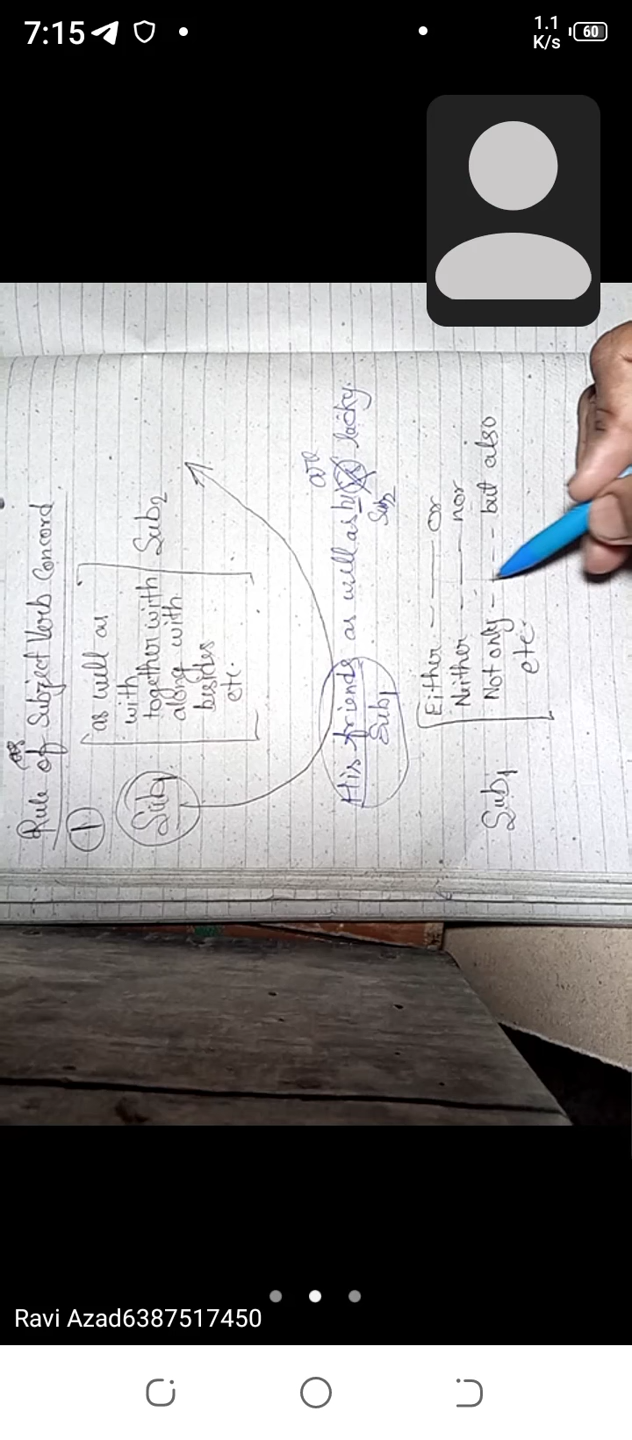 7:15
1.1
K/s
60
Rule of Subject Verb Concord
1
Sub1
as well as
with
together with
along with
besides
etc.
Sub2
are
His friends as well as lucky.
Sub1
Sub2
Sub1
Either - or
Neither - nor
Not only - but also
etc.
Ravi Azad6387517450